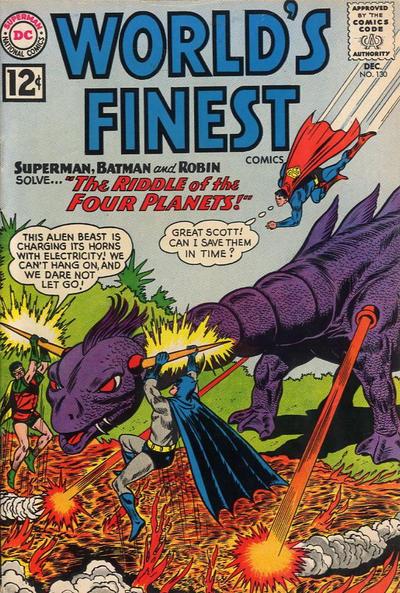 SUPERMAN
DC
NATIONAL COMICS
12¢
WORLD'S
FINEST
COMICS
APPROVED
BY THE
COMICS
CODE
CA
AUTHORITY
DEC.
NO. 130
SUPERMAN, BATMAN and ROBIN
SOLVE... "The RIDDLE of the
FOUR PLANETS!"
THIS ALIEN BEAST IS
CHARGING ITS HORNS
WITH ELECTRICITY! WE
CAN'T HANG ON, AND
WE DARE NOT
LET GO!
GREAT SCOTT!
CAN I SAVE THEM
IN TIME?